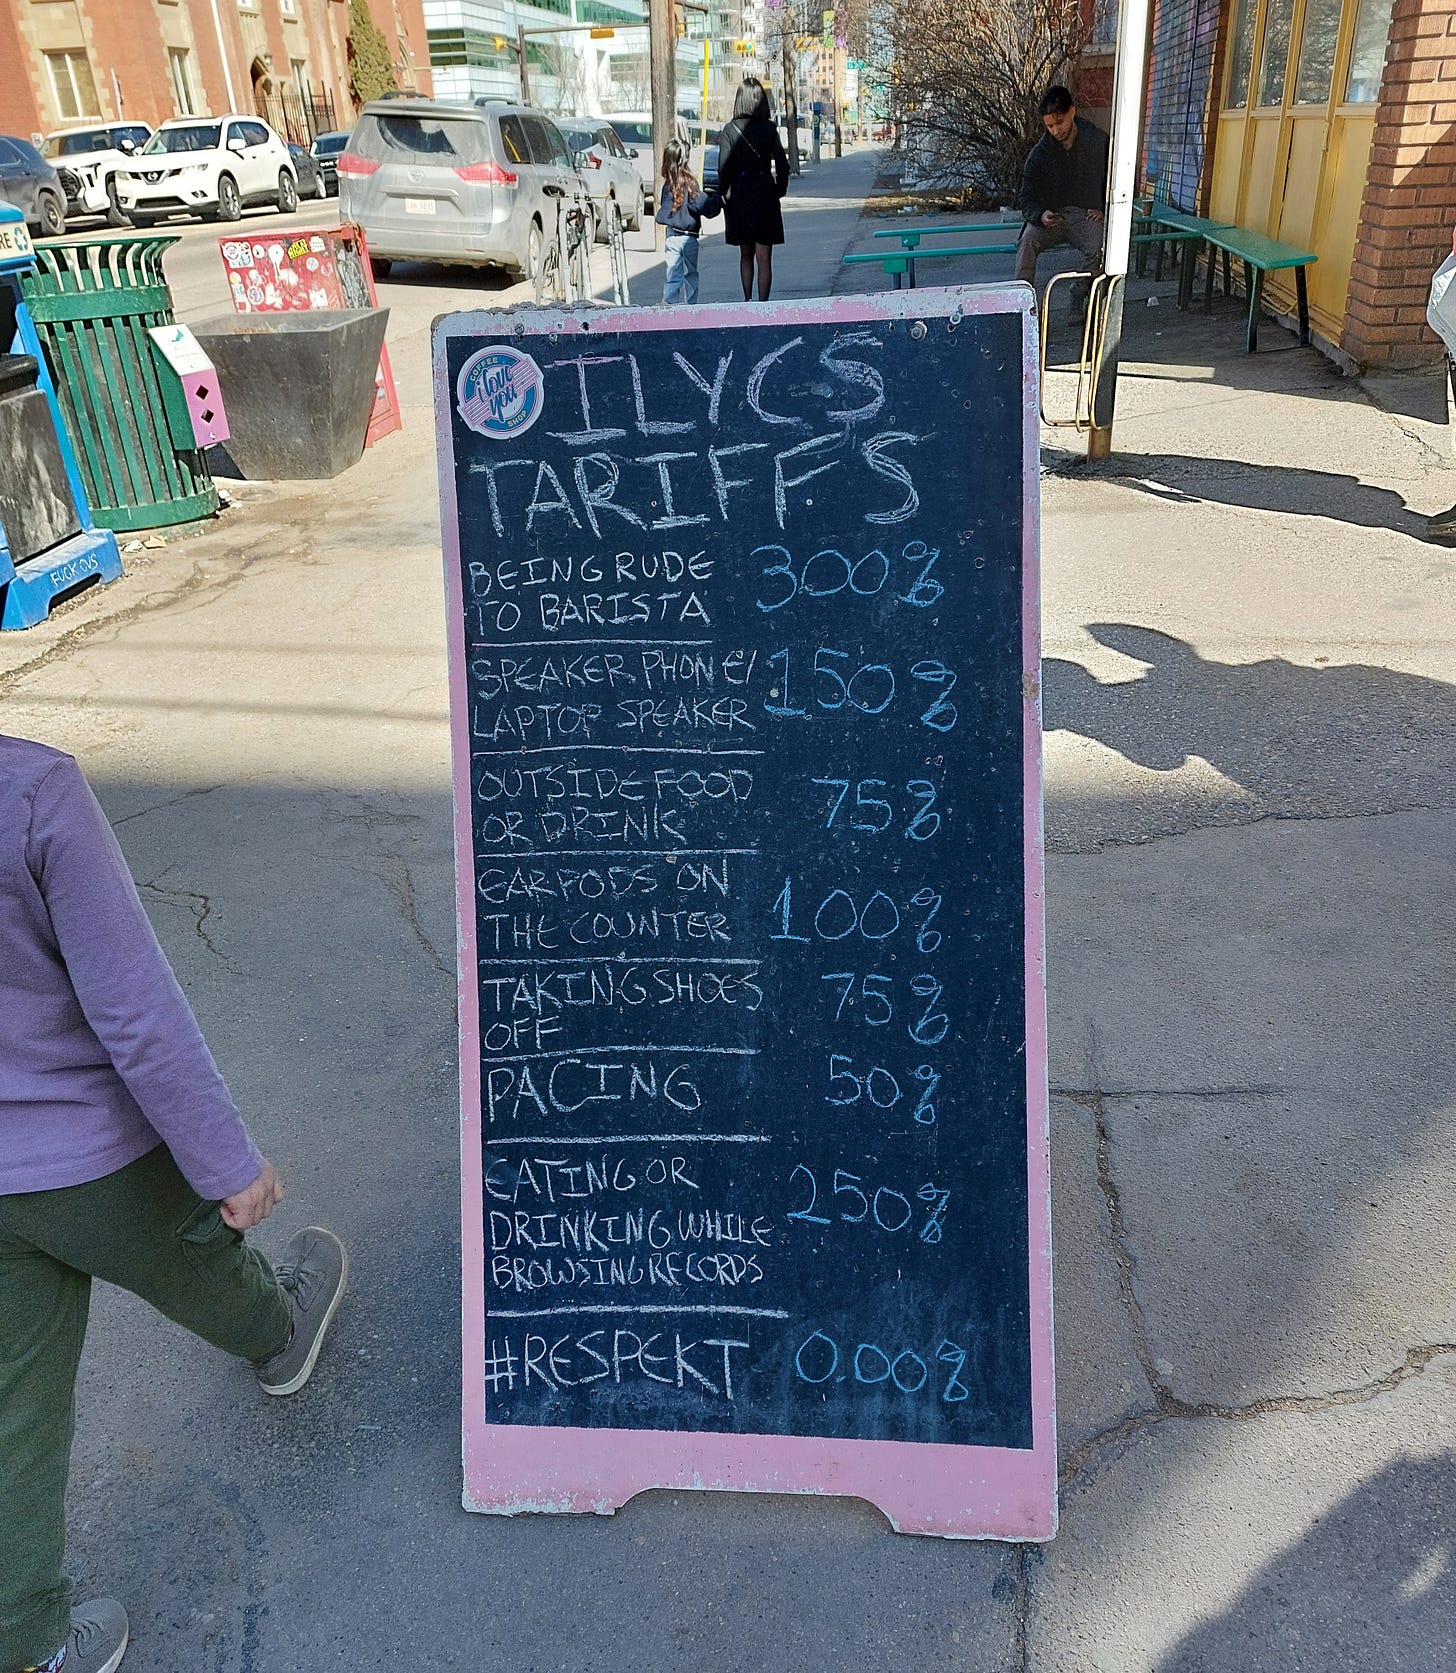 COFFEE
i love
you
SHOP
ILYCS
TARIFFS
BEING RUDE
TO BARISTA
300%
SPEAKER PHONE/
LAPTOP SPEAKER
150%
OUTSIDE FOOD
OR DRINK
75%
EARPODS ON
THE COUNTER
100%
TAKING SHOES
OFF
75%
PACING
50%
EATING OR
DRINKING WHILE
BROWSING RECORDS
250%
#RESPEKT
0.00%
FUCK OVS